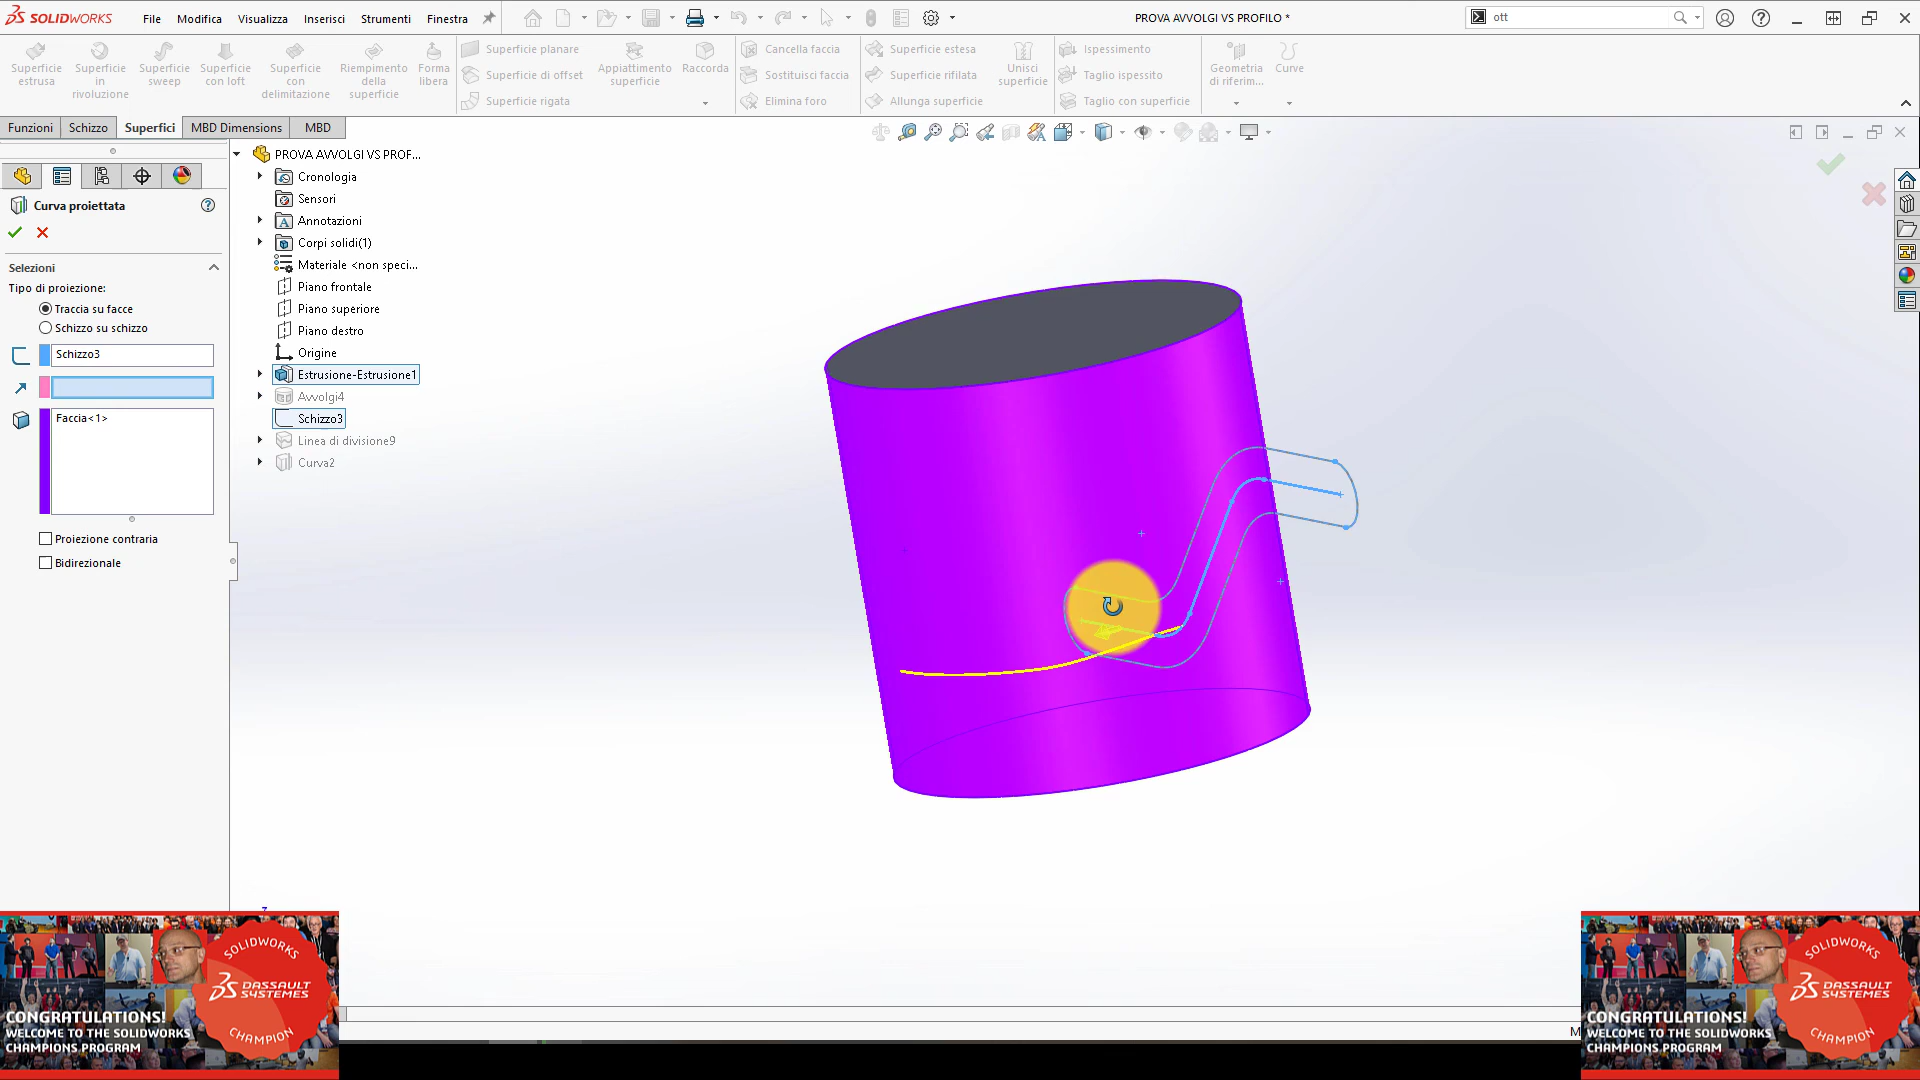 SOLIDWORKS
File
Modifica
Visualizza
Inserisci
Strumenti
Finestra
PROVA AVVOLGI VS PROFILO *
ott
Superficie estrusa
Superficie in rivoluzione
Superficie sweep
Superficie con loft
Superficie con delimitazione
Riempimento della superficie
Forma libera
Superficie planare
Superficie di offset
Superficie rigata
Appiattimento superficie
Raccorda
Cancella faccia
Sostituisci faccia
Elimina foro
Superficie estesa
Superficie rifilata
Allunga superficie
Unisci superficie
Ispessimento
Taglio ispessito
Taglio con superficie
Geometria di riferim...
Curve
Funzioni
Schizzo
Superfici
MBD Dimensions
MBD
Curva proiettata
Selezioni
Tipo di proiezione:
Traccia su facce
Schizzo su schizzo
Schizzo3
Faccia<1>
Proiezione contraria
Bidirezionale
PROVA AVVOLGI VS PROF...
Cronologia
Sensori
Annotazioni
Corpi solidi(1)
Materiale <non speci...
Piano frontale
Piano superiore
Piano destro
Origine
Estrusione-Estrusione1
Avvolgi4
Schizzo3
Linea di divisione9
Curva2
SOLIDWORKS
DASSAULT
SYSTEMES
CHAMPION
CONGRATULATIONS!
WELCOME TO THE SOLIDWORKS
CHAMPIONS PROGRAM
M
SOLIDWORKS
DASSAULT
SYSTEMES
CHAMPION
CONGRATULATIONS!
WELCOME TO THE SOLIDWORKS
CHAMPIONS PROGRAM